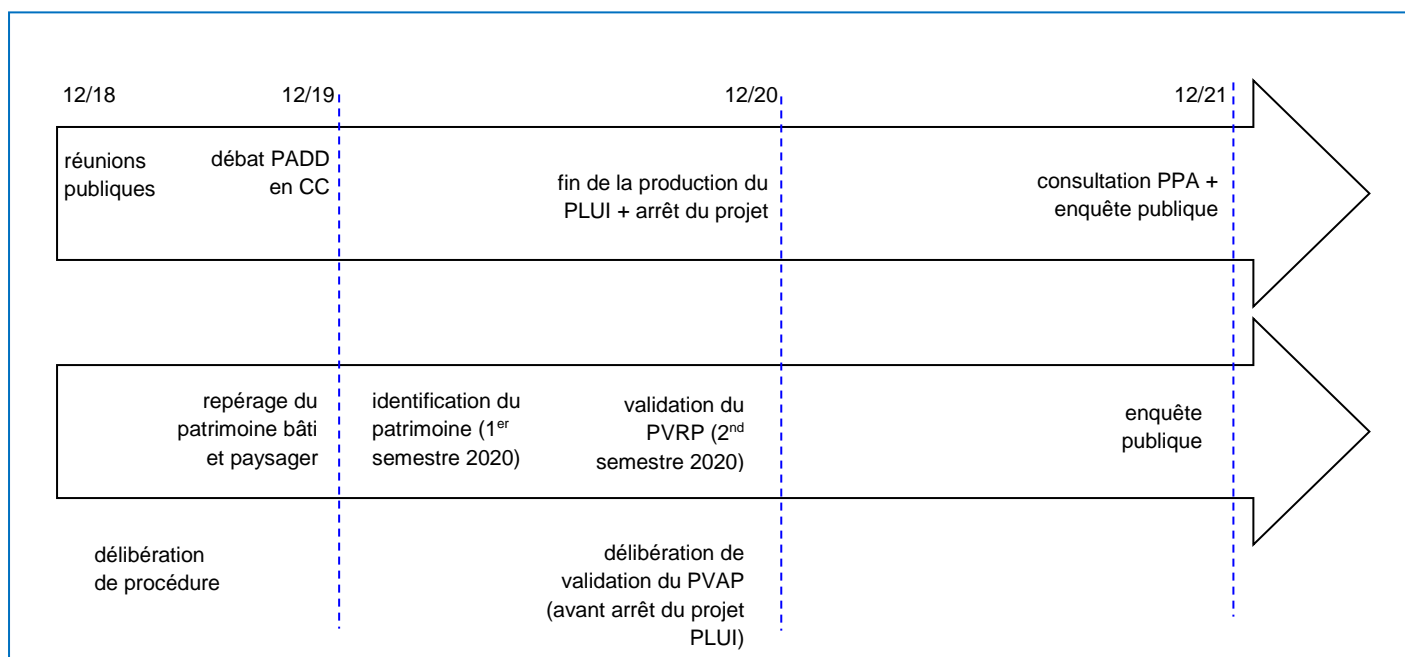 12/18
12/19
12/20
12/21
réunions
publiques
débat PADD
en CC
fin de la production du
PLUI + arrêt du projet
consultation PPA +
enquête publique
repérage du
patrimoine bâti
et paysager
identification du
patrimoine (1er
semestre 2020)
validation du
PVRP (2nd
semestre 2020)
enquête
publique
délibération
de procédure
délibération de
validation du PVAP
(avant arrêt du projet
PLUI)